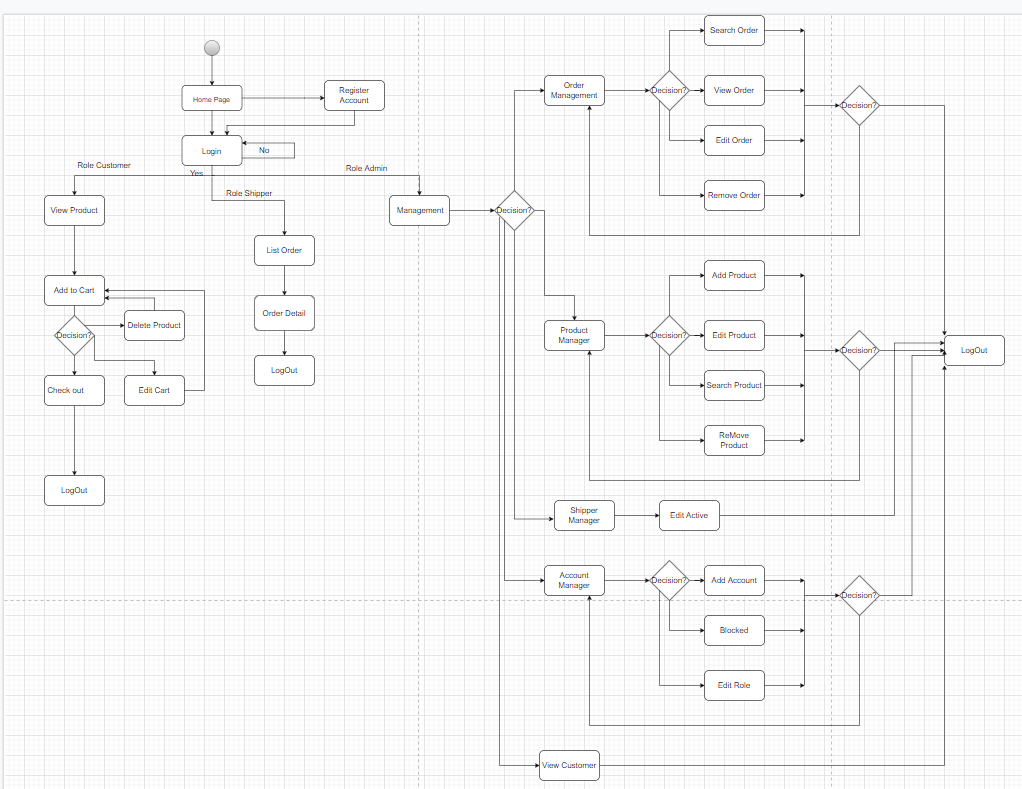 Home Page
Register
Account
Login
No
Yes
Role Customer
Role Admin
Role Shipper
View Product
Add to Cart
Decision?
Delete Product
Check out
Edit Cart
LogOut
List Order
Order Detail
LogOut
Management
Decision?
Order
Management
Decision?
Search Order
View Order
Edit Order
Remove Order
Decision?
Product
Manager
Decision?
Add Product
Edit Product
Search Product
ReMove
Product
Decision?
LogOut
Shipper
Manager
Edit Active
Account
Manager
Decision?
Add Account
Blocked
Edit Role
Decision?
View Customer